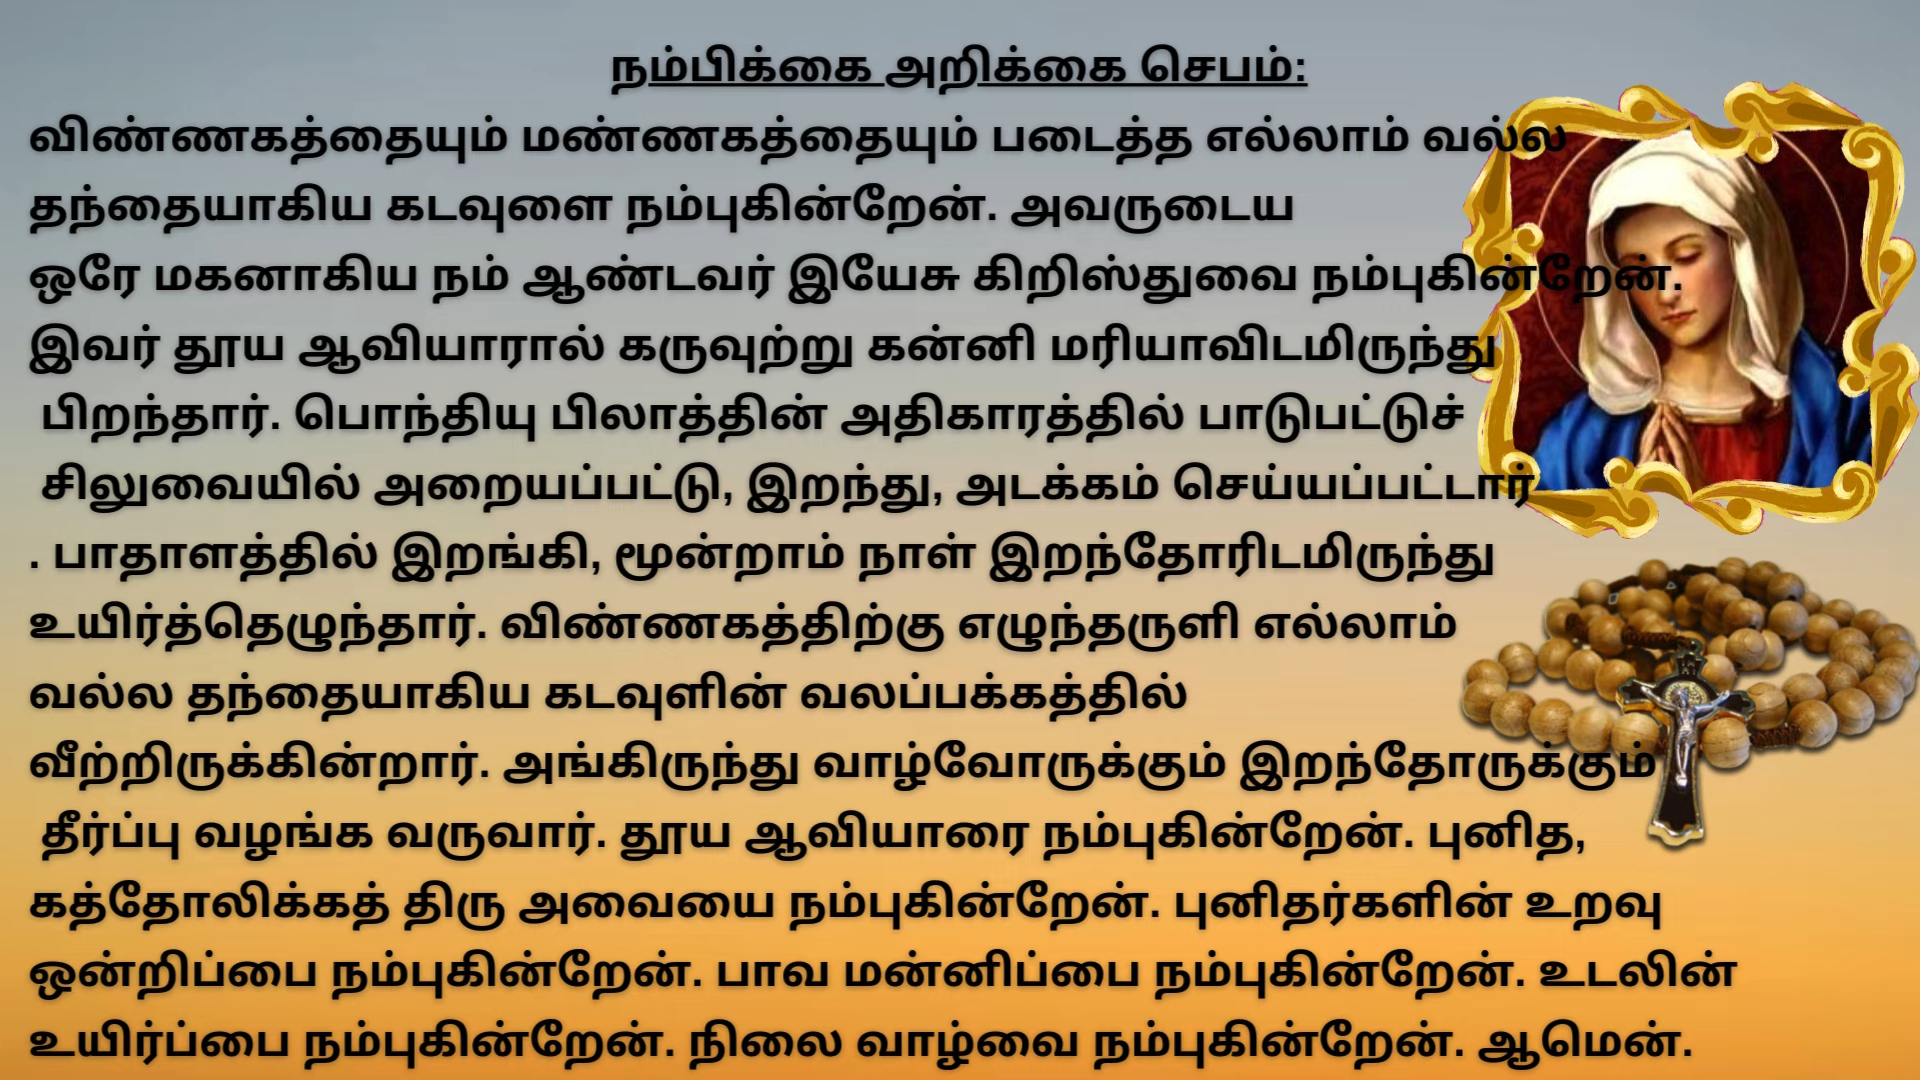 நம்பிக்கை அறிக்கை செபம்:
விண்ணகத்தையும் மண்ணகத்தையும் படைத்த எல்லாம் வல்ல
தந்தையாகிய கடவுளை நம்புகின்றேன். அவருடைய
ஒரே மகனாகிய நம் ஆண்டவர் இயேசு கிறிஸ்துவை நம்புகின்றேன்.
இவர் தூய ஆவியாரால் கருவுற்று கன்னி மரியாவிடமிருந்து
பிறந்தார். பொந்தியு பிலாத்தின் அதிகாரத்தில் பாடுபட்டுச்
சிலுவையில் அறையப்பட்டு, இறந்து, அடக்கம் செய்யப்பட்டார்
. பாதாளத்தில் இறங்கி, மூன்றாம் நாள் இறந்தோரிடமிருந்து
உயிர்த்தெழுந்தார். விண்ணகத்திற்கு எழுந்தருளி எல்லாம்
வல்ல தந்தையாகிய கடவுளின் வலப்பக்கத்தில்
வீற்றிருக்கின்றார். அங்கிருந்து வாழ்வோருக்கும் இறந்தோருக்கும்
தீர்ப்பு வழங்க வருவார். தூய ஆவியாரை நம்புகின்றேன். புனித,
கத்தோலிக்கத் திரு அவையை நம்புகின்றேன். புனிதர்களின் உறவு
ஒன்றிப்பை நம்புகின்றேன். பாவ மன்னிப்பை நம்புகின்றேன். உடலின்
உயிர்ப்பை நம்புகின்றேன். நிலை வாழ்வை நம்புகின்றேன். ஆமென்.